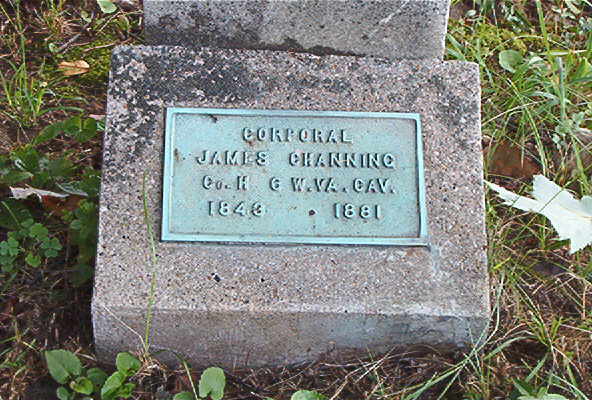 CORPORAL
JAMES CHANNING
Co. H 6 W.VA. CAV.
1843 • 1881